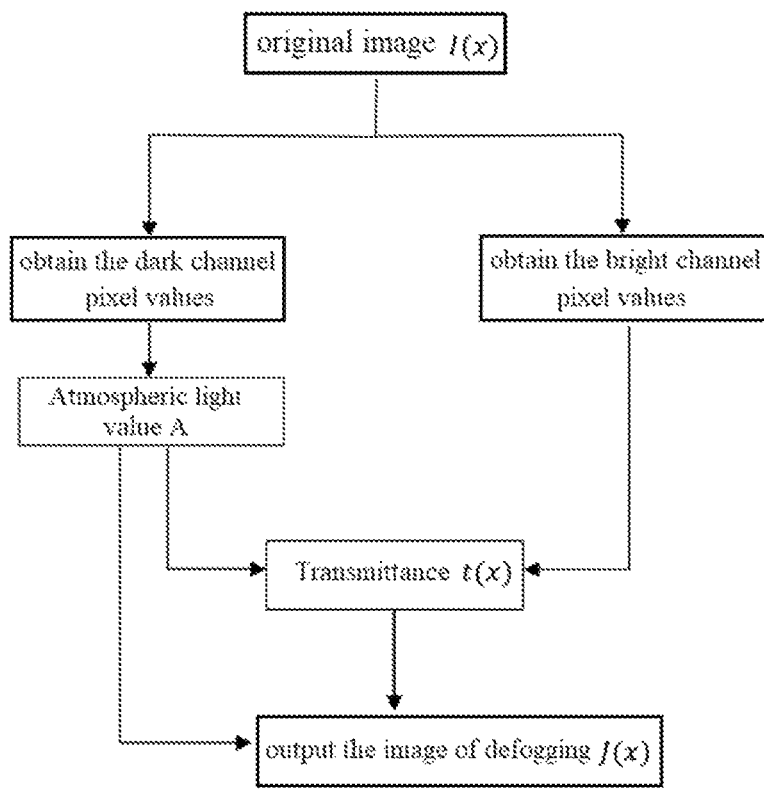 original image I(x)
obtain the dark channel
pixel values
obtain the bright channel
pixel values
Atmospheric light
value A
Transmittance t(x)
output the image of defogging J(x)